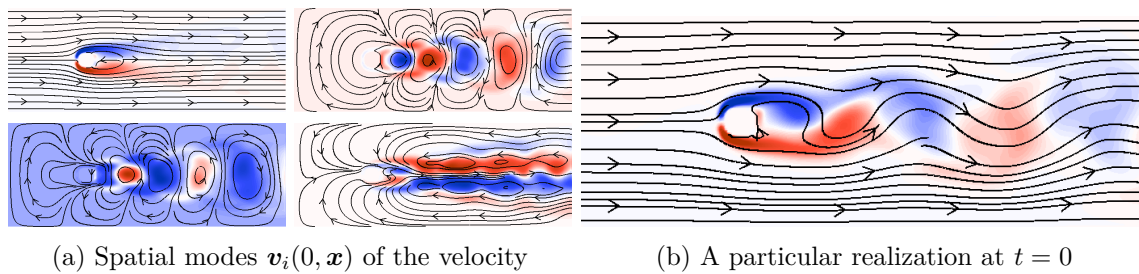 (a) Spatial modes 𝒗ᵢ(0, 𝒙) of the velocity
(b) A particular realization at t = 0